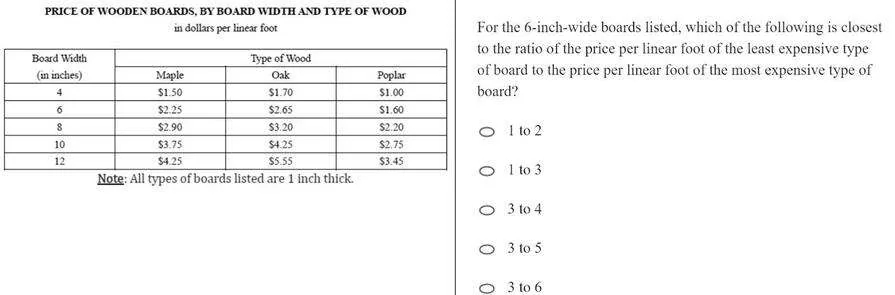 PRICE OF WOODEN BOARDS, BY BOARD WIDTH AND TYPE OF WOOD
in dollars per linear foot
Board Width Type of Wood
(in inches) Maple Oak Poplar
4 $1.50 $1.70 $1.00
6 $2.25 $2.65 $1.60
8 $2.90 $3.20 $2.20
10 $3.75 $4.25 $2.75
12 $4.25 $5.55 $3.45
Note: All types of boards listed are 1 inch thick.
For the 6-inch-wide boards listed, which of the following is closest
to the ratio of the price per linear foot of the least expensive type
of board to the price per linear foot of the most expensive type of
board?
1 to 2
1 to 3
3 to 4
3 to 5
3 to 6